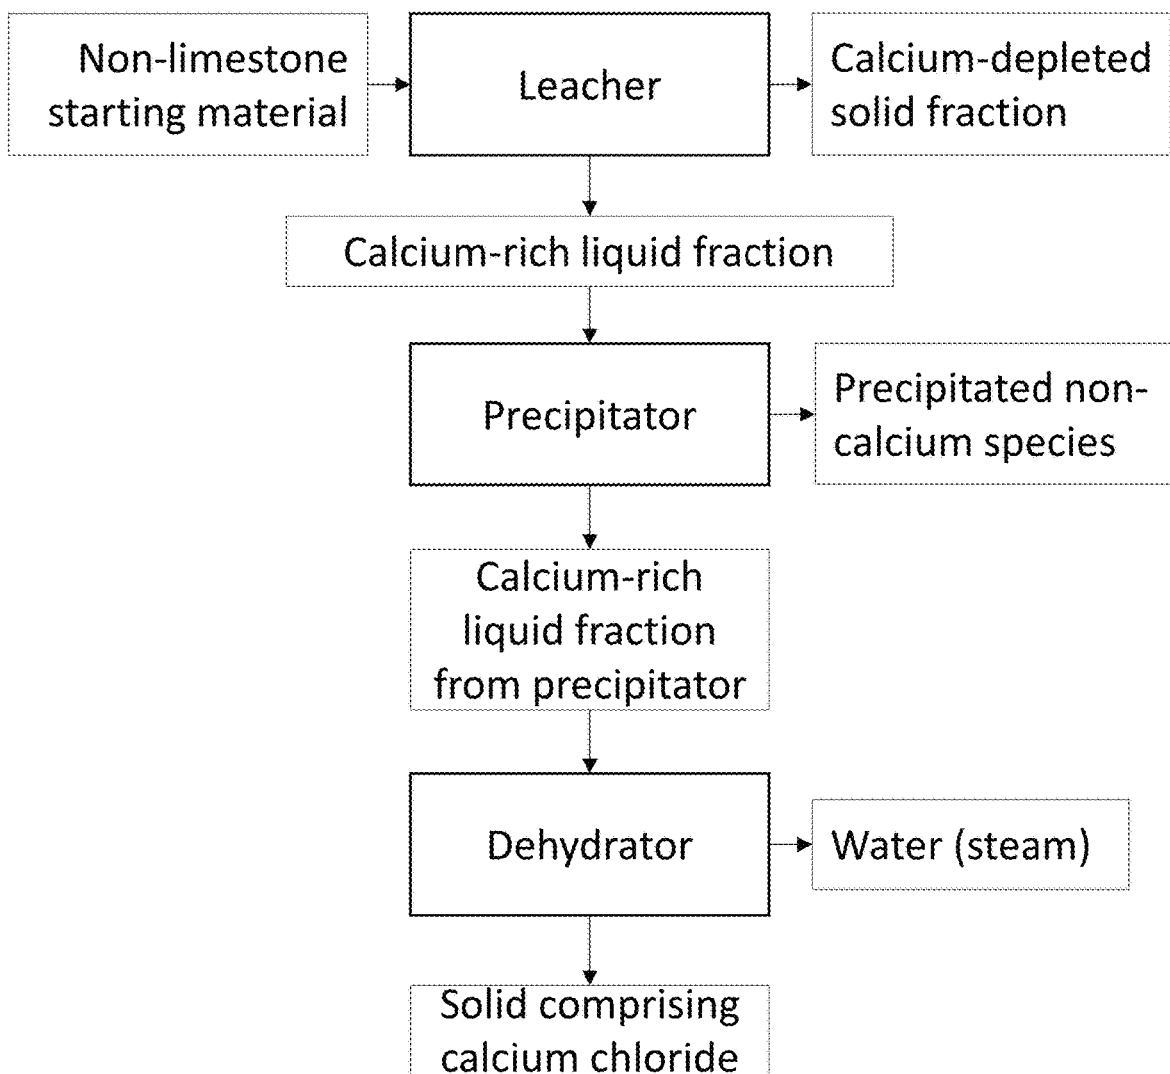 Non-limestone
starting material
Leacher
Calcium-depleted
solid fraction
Calcium-rich liquid fraction
Precipitator
Precipitated non-
calcium species
Calcium-rich
liquid fraction
from precipitator
Dehydrator
Water (steam)
Solid comprising
calcium chloride